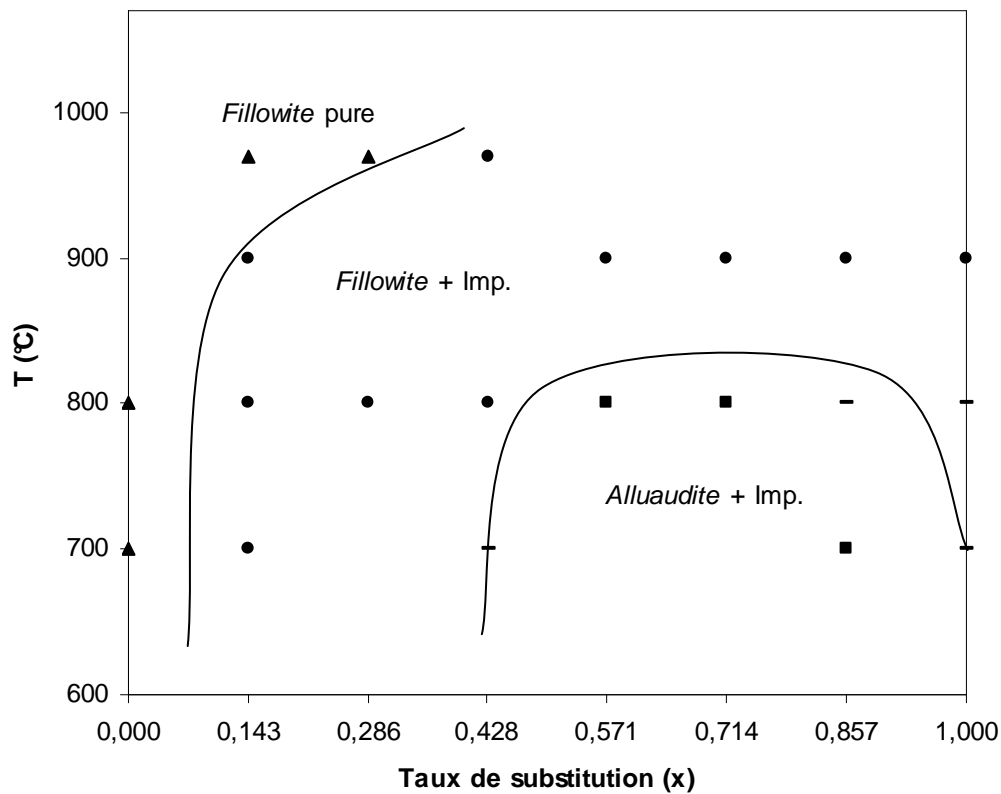 1000
900
800
700
600
T (°C)
Fillowite pure
Fillowite + Imp.
Alluaudite + Imp.
0,000 0,143 0,286 0,428 0,571 0,714 0,857 1,000
Taux de substitution (x)